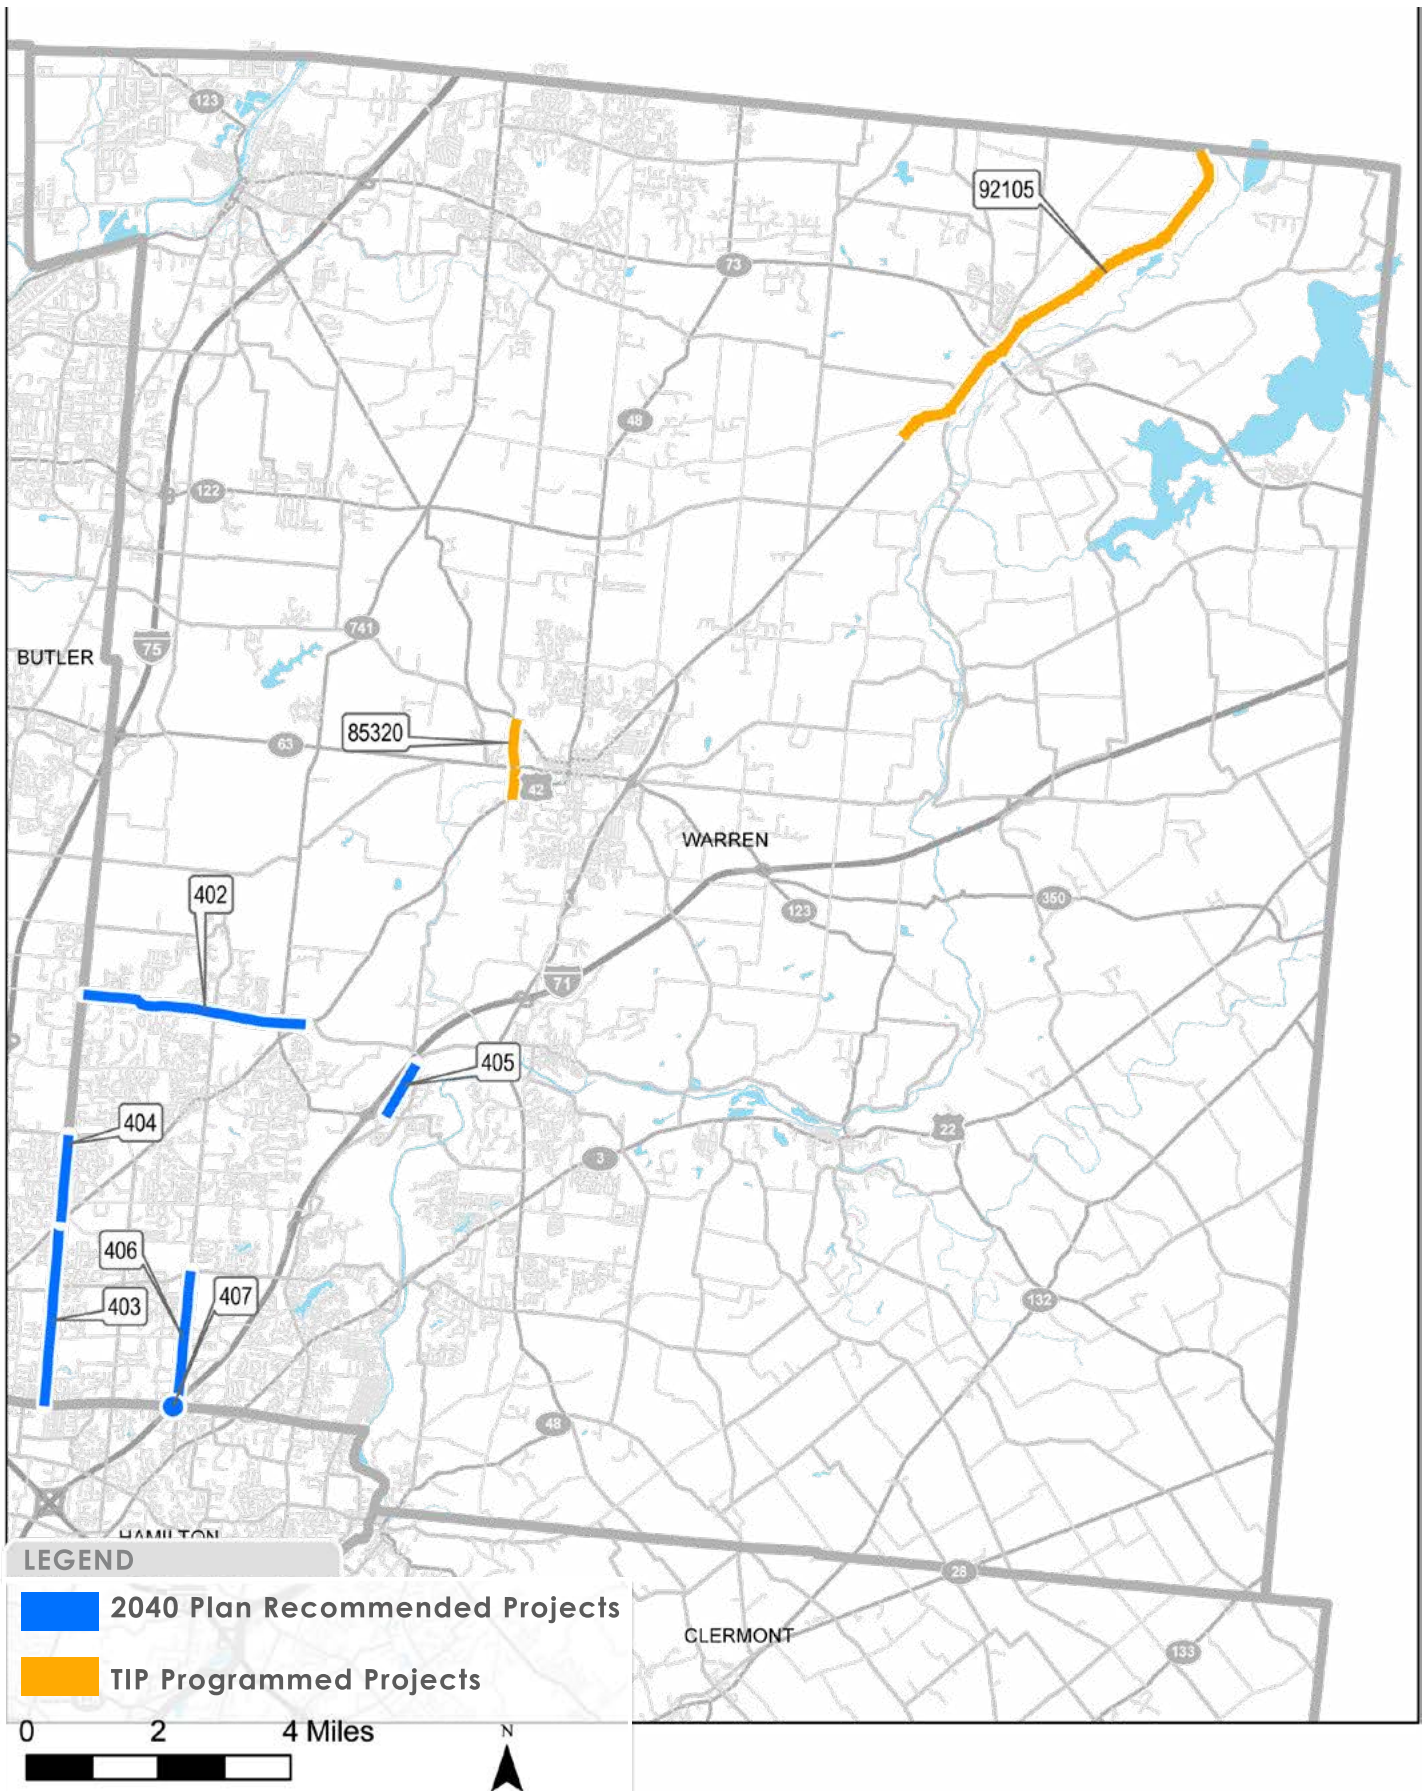 123
92105
73
48
122
741
75
BUTLER
85320
63
42
WARREN
402
123
350
71
405
404
22
3
406
407
403
132
48
HAMILTON
28
CLERMONT
133
LEGEND
2040 Plan Recommended Projects
TIP Programmed Projects
0 2 4 Miles
N